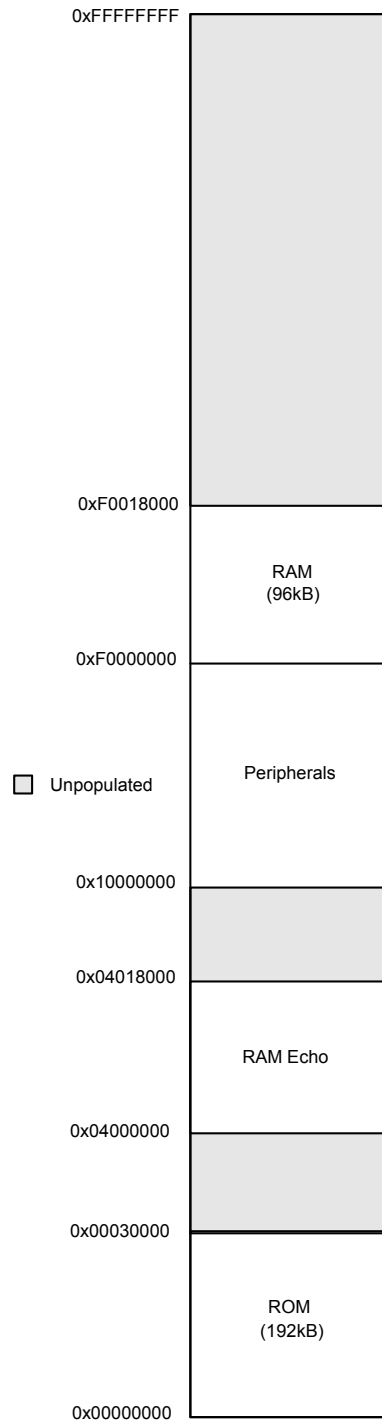 0xFFFFFFFF
0xF0018000
RAM
(96kB)
0xF0000000
Peripherals
Unpopulated
0x10000000
0x04018000
RAM Echo
0x04000000
0x00030000
ROM
(192kB)
0x00000000